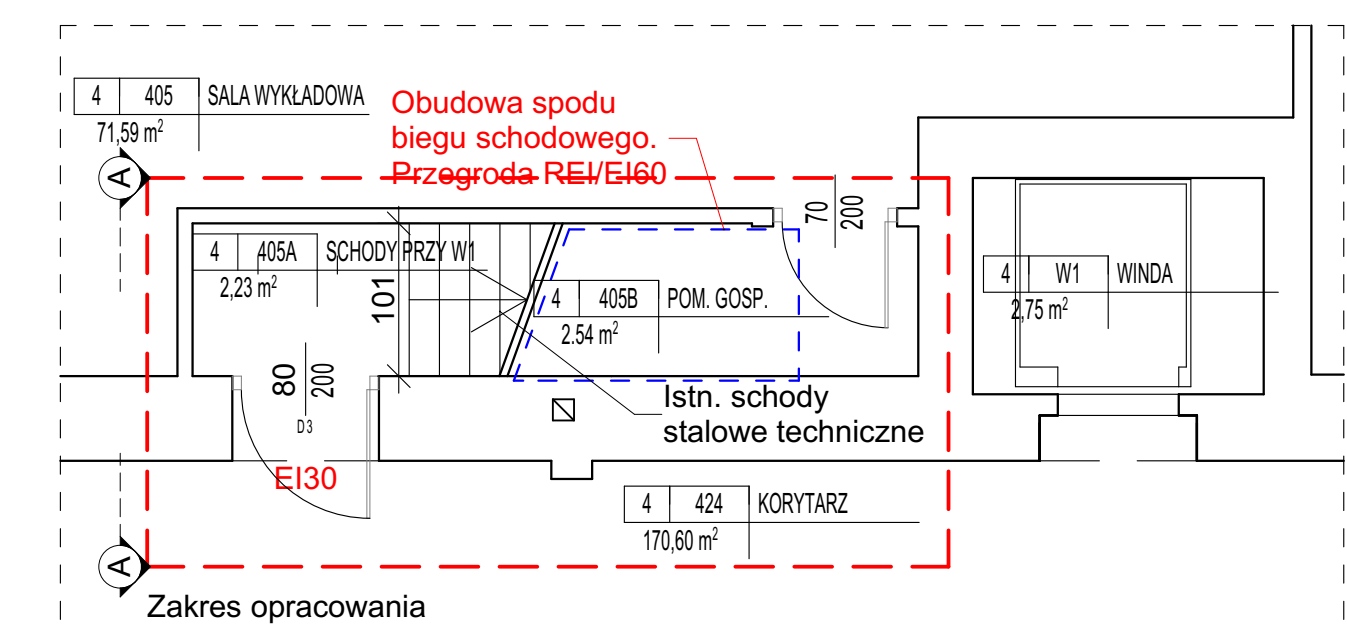 4 405 SALA WYKŁADOWA
71,59 m²
Obudowa spodu
biegu schodowego.
Przegroda REI/EI60
A
70
200
4 405A SCHODY PRZY W1
2,23 m²
101
4 405B POM. GOSP.
2.54 m²
4 W1 WINDA
2,75 m²
80
200
D3
EI30
Istn. schody
stalowe techniczne
4 424 KORYTARZ
170,60 m²
A
Zakres opracowania